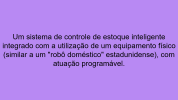 Um sistema de controle de estoque inteligente
integrado com a utilização de um equipamento físico
(similar a um "robô doméstico" estadunidense), com
atuação programável.